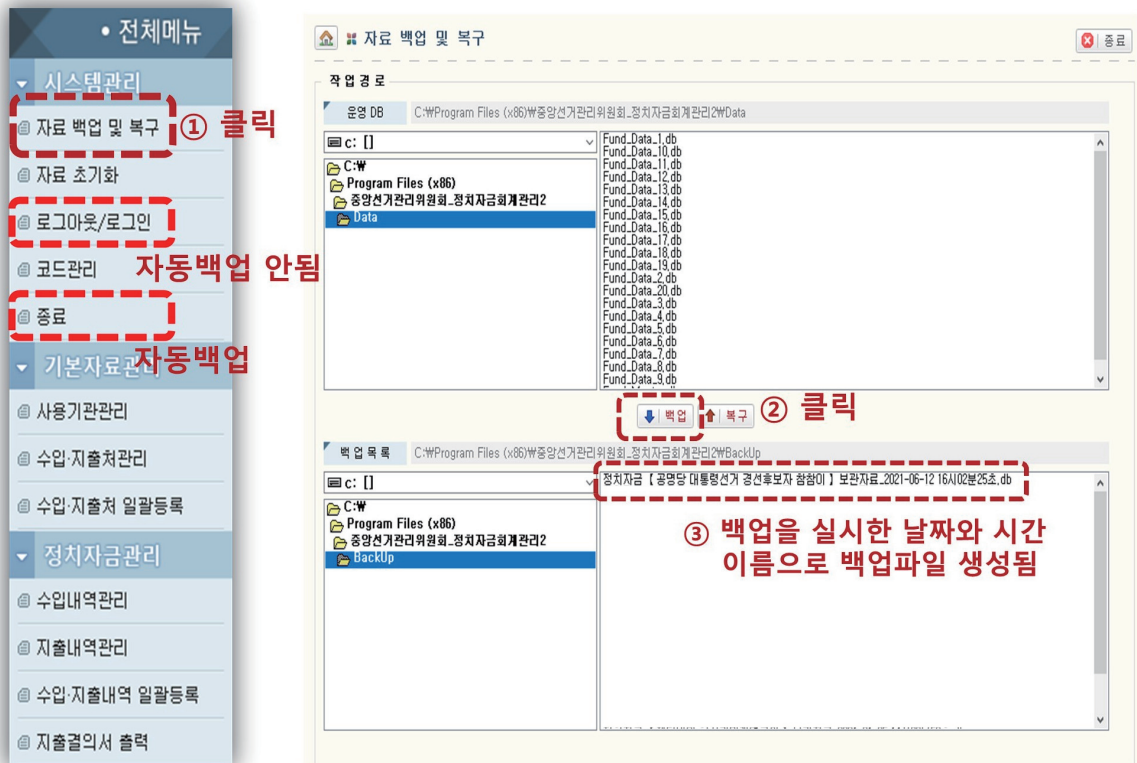 • 전체메뉴
시스템관리
자료 백업 및 복구
① 클릭
자료 초기화
로그아웃/로그인
자동백업 안됨
코드관리
종료
자동백업
기본자료관리
사용기관관리
수입·지출처관리
수입·지출처 일괄등록
정치자금관리
수입내역관리
지출내역관리
수입·지출내역 일괄등록
지출결의서 출력
자료 백업 및 복구
종료
작업경로
운영 DB C:₩Program Files (x86)₩중앙선거관리위원회_정치자금회계관리2₩Data
c: []
C:₩
Program Files (x86)
중앙선거관리위원회_정치자금회계관리2
Data
Fund_Data_1.db
Fund_Data_10.db
Fund_Data_11.db
Fund_Data_12.db
Fund_Data_13.db
Fund_Data_14.db
Fund_Data_15.db
Fund_Data_16.db
Fund_Data_17.db
Fund_Data_18.db
Fund_Data_19.db
Fund_Data_2.db
Fund_Data_20.db
Fund_Data_3.db
Fund_Data_4.db
Fund_Data_5.db
Fund_Data_6.db
Fund_Data_7.db
Fund_Data_8.db
Fund_Data_9.db
백업 복구 ② 클릭
백업목록 C:₩Program Files (x86)₩중앙선거관리위원회_정치자금회계관리2₩BackUp
c: []
C:₩
Program Files (x86)
중앙선거관리위원회_정치자금회계관리2
BackUp
정치자금 【 공명당 대통령선거 경선후보자 참참이 】 보관자료_2021-06-12 16시02분25초.db
③ 백업을 실시한 날짜와 시간
이름으로 백업파일 생성됨